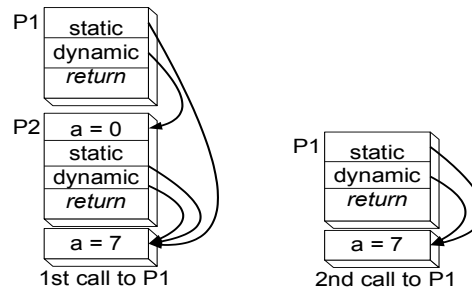 P1
static
dynamic
return
P2
a = 0
static
dynamic
return
a = 7
1st call to P1
P1
static
dynamic
return
a = 7
2nd call to P1